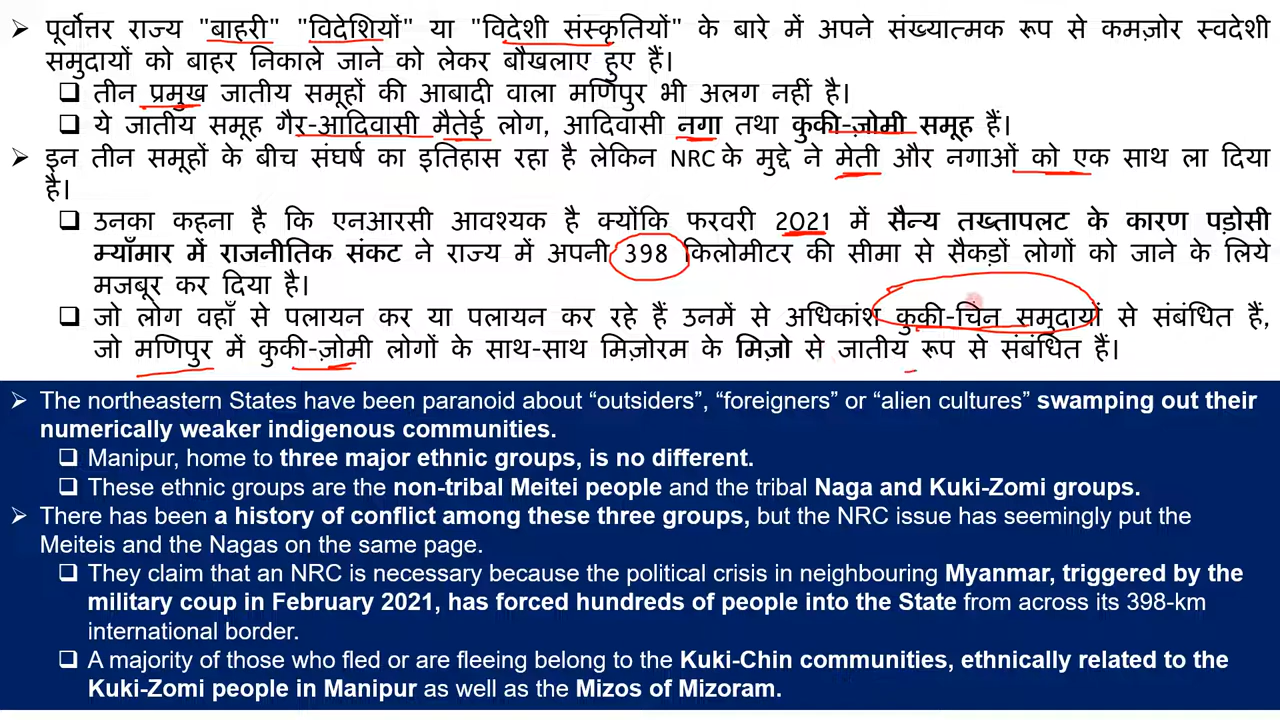 ➢ पूर्वोत्तर राज्य "बाहरी" "विदेशियों" या "विदेशी संस्कृतियों" के बारे में अपने संख्यात्मक रूप से कमज़ोर स्वदेशी
समुदायों को बाहर निकाले जाने को लेकर बौखलाए हुए हैं।
❑ तीन प्रमुख जातीय समूहों की आबादी वाला मणिपुर भी अलग नहीं है।
❑ ये जातीय समूह गैर-आदिवासी मैतेई लोग, आदिवासी नगा तथा कुकी-ज़ोमी समूह हैं।
➢ इन तीन समूहों के बीच संघर्ष का इतिहास रहा है लेकिन NRC के मुद्दे ने मेती और नगाओं को एक साथ ला दिया
है।
❑ उनका कहना है कि एनआरसी आवश्यक है क्योंकि फरवरी 2021 में सैन्य तख्तापलट के कारण पड़ोसी
म्याँमार में राजनीतिक संकट ने राज्य में अपनी 398 किलोमीटर की सीमा से सैकड़ों लोगों को जाने के लिये
मजबूर कर दिया है।
❑ जो लोग वहाँ से पलायन कर या पलायन कर रहे हैं उनमें से अधिकांश कुकी-चिन समुदायों से संबंधित हैं,
जो मणिपुर में कुकी-ज़ोमी लोगों के साथ-साथ मिज़ोरम के मिज़ो से जातीय रूप से संबंधित हैं।
➢ The northeastern States have been paranoid about “outsiders”, “foreigners” or “alien cultures” swamping out their
numerically weaker indigenous communities.
❑ Manipur, home to three major ethnic groups, is no different.
❑ These ethnic groups are the non-tribal Meitei people and the tribal Naga and Kuki-Zomi groups.
➢ There has been a history of conflict among these three groups, but the NRC issue has seemingly put the
Meiteis and the Nagas on the same page.
❑ They claim that an NRC is necessary because the political crisis in neighbouring Myanmar, triggered by the
military coup in February 2021, has forced hundreds of people into the State from across its 398-km
international border.
❑ A majority of those who fled or are fleeing belong to the Kuki-Chin communities, ethnically related to the
Kuki-Zomi people in Manipur as well as the Mizos of Mizoram.